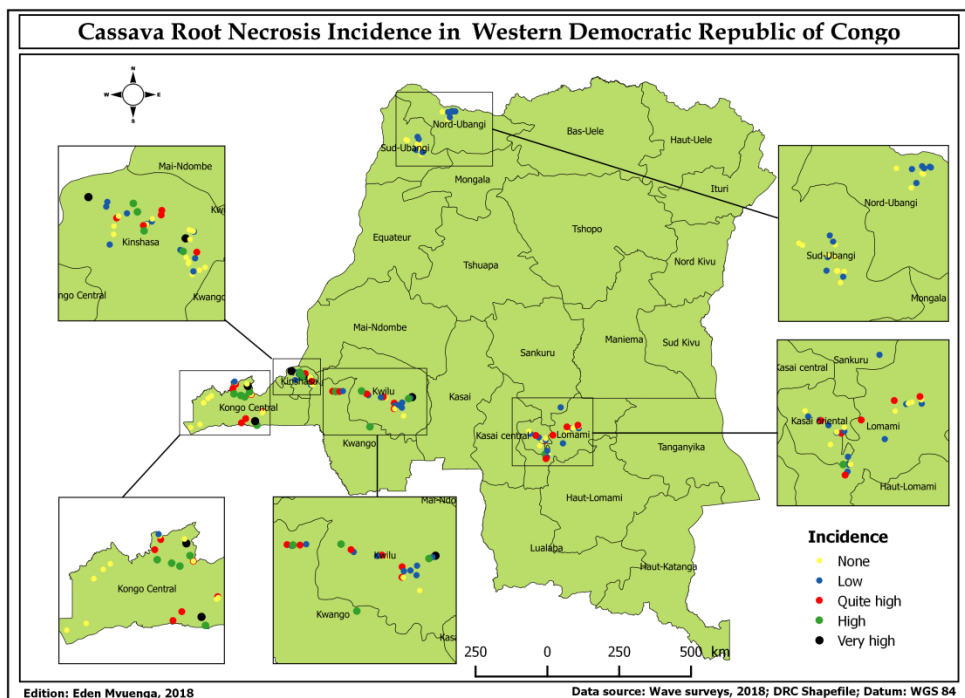 Cassava Root Necrosis Incidence in Western Democratic Republic of Congo
N
W E
S
Nord-Ubangi
Sud-Ubangi
Bas-Uele
Haut-Uele
Mongala
Ituri
Tshopo
Equateur
Tshuapa
Nord Kivu
Mai-Ndombe
Maniema
Sankuru
Sud Kivu
Kinshasa
Kwilu
Kasai
Kongo Central
Kwango
Kasai central
Lomami
Tanganyika
Haut-Lomami
Lualaba
Haut-Katanga
Mai-Ndombe
Kwi
Kinshasa
ongo Central
Kwango
Nord-Ubangi
Sud-Ubangi
Mongala
Sankuru
Kasai central
Kasai oriental
Lomami
Haut-Lomami
Kongo Central
Mai-Ndo
Kwilu
Kwango
Kasa
Incidence
None
Low
Quite high
High
Very high
250 0 250 500 km
Edition: Eden Mvuenga, 2018
Data source: Wave surveys, 2018; DRC Shapefile; Datum: WGS 84